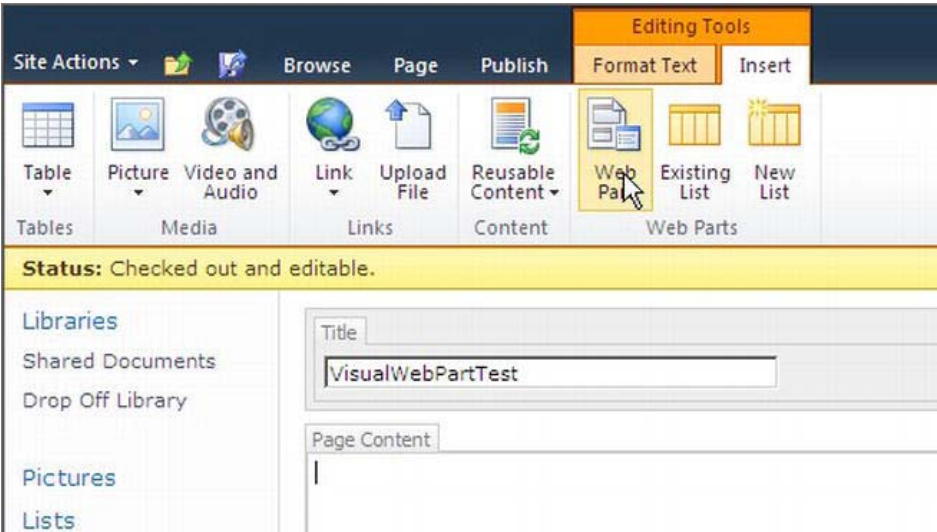 Editing Tools
Site Actions Browse Page Publish Format Text Insert
Table Picture Video and Audio Link Upload File Reusable Content Web Part Existing List New List
Tables Media Links Content Web Parts
Status: Checked out and editable.
Libraries
Shared Documents
Drop Off Library
Pictures
Lists
Title
VisualWebPartTest
Page Content